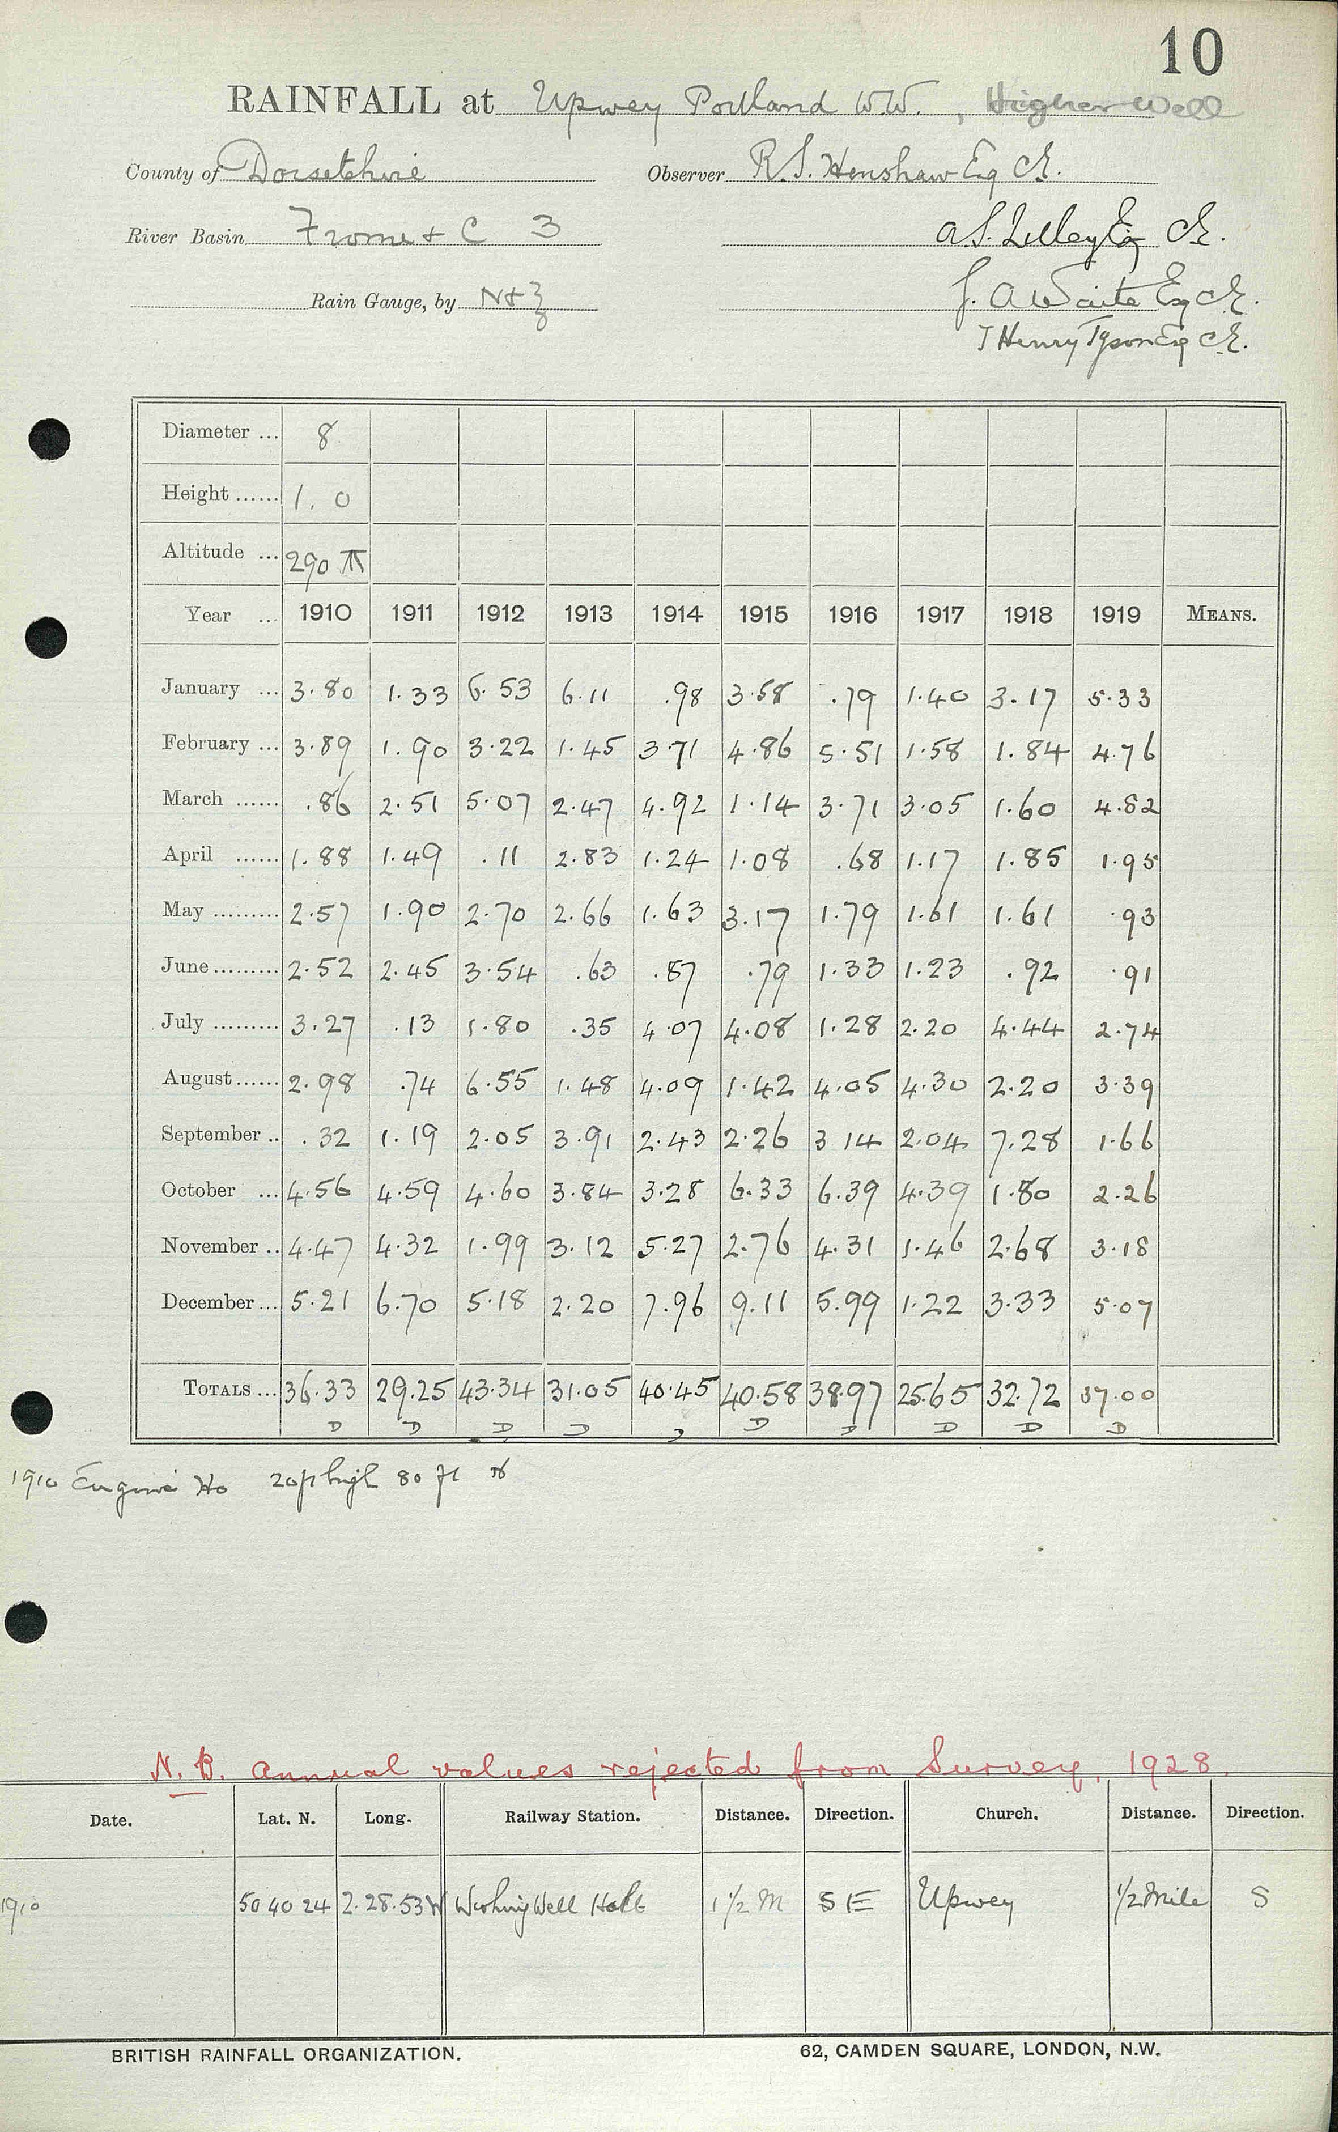 10
RAINFALL at Upwey Portland W.W., Higher Well
County of Dorsetshire Observer R.S. Henshaw Esq CE.
River Basin Frome & C 3 A.S. Lilley Esq CE.
Rain Gauge, by N&Z J. A Waite Esq CE.
T Henry Tyson Esq CE.
Diameter ... 8
Height ...... 1. 0
Altitude ... 290
Year ... 1910 1911 1912 1913 1914 1915 1916 1917 1918 1919 MEANS.
January ... 3.80 1.33 6.53 6.11 .98 3.58 .79 1.40 3.17 5.33
February ... 3.89 1.90 3.22 1.45 3.71 4.86 5.51 1.58 1.84 4.76
March ...... .86 2.51 5.07 2.47 4.92 1.14 3.71 3.05 1.60 4.82
April ...... 1.88 1.49 .11 2.83 1.24 1.08 .68 1.17 1.85 1.95
May ......... 2.57 1.90 2.70 2.66 1.63 3.17 1.79 1.61 1.61 .93
June ......... 2.52 2.45 3.54 .63 .87 .79 1.33 1.23 .92 .91
July ......... 3.27 .13 1.80 .35 4.07 4.08 1.28 2.20 4.44 2.74
August ...... 2.98 .74 6.55 1.48 4.09 1.42 4.05 4.30 2.20 3.39
September .. .32 1.19 2.05 3.91 2.43 2.26 3.14 2.04 7.28 1.66
October ... 4.56 4.59 4.60 3.84 3.28 6.33 6.39 4.39 1.80 2.26
November .. 4.47 4.32 1.99 3.12 5.27 2.76 4.31 1.46 2.68 3.18
December ... 5.21 6.70 5.18 2.20 7.96 9.11 5.99 1.22 3.33 5.07
TOTALS ... 36.33 29.25 43.34 31.05 40.45 40.58 38.97 25.65 32.72 37.00
D D D D D D D D D D
1910 Engine Ho 20ft high 80 ft
N.B. Annual values rejected from Survey, 1928.
Date. Lat. N. Long. Railway Station. Distance. Direction. Church. Distance. Direction.
1910 50 40 24 2.28.53W Wishing Well Halt 1 1/2 M SE Upwey 1/2 Mile S
BRITISH RAINFALL ORGANIZATION. 62, CAMDEN SQUARE, LONDON, N.W.